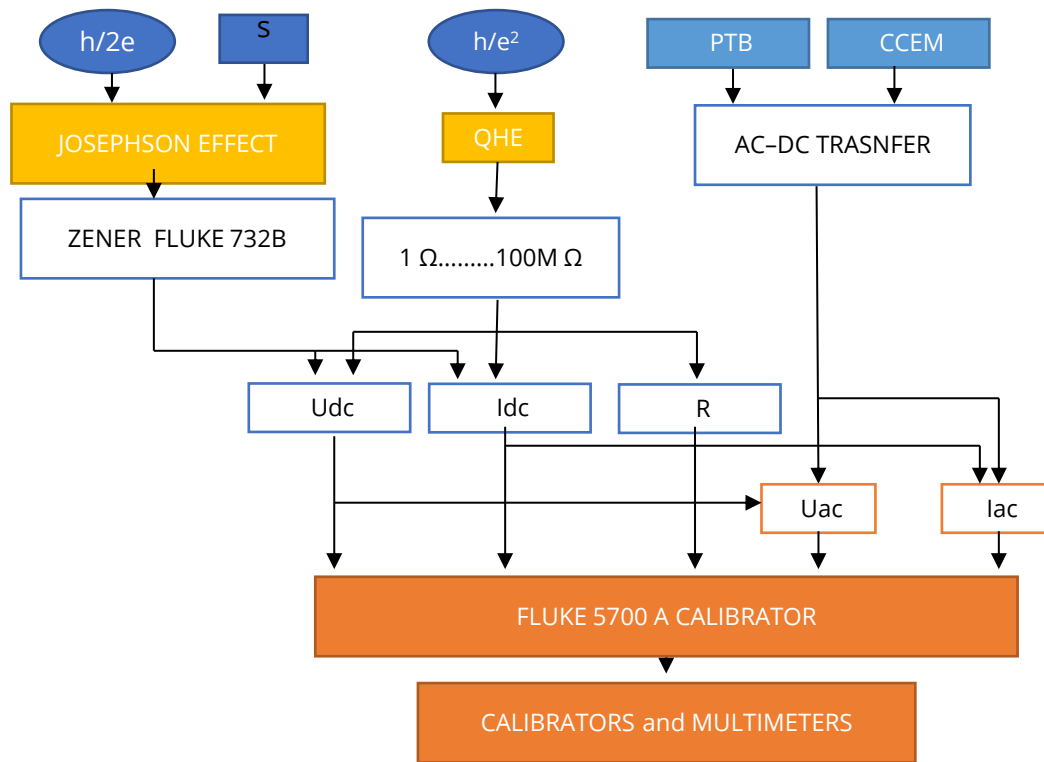 h/2e
S
h/e²
PTB
CCEM
JOSEPHSON EFFECT
QHE
AC–DC TRASNFER
ZENER FLUKE 732B
1 Ω.........100M Ω
Udc
Idc
R
Uac
Iac
FLUKE 5700 A CALIBRATOR
CALIBRATORS and MULTIMETERS